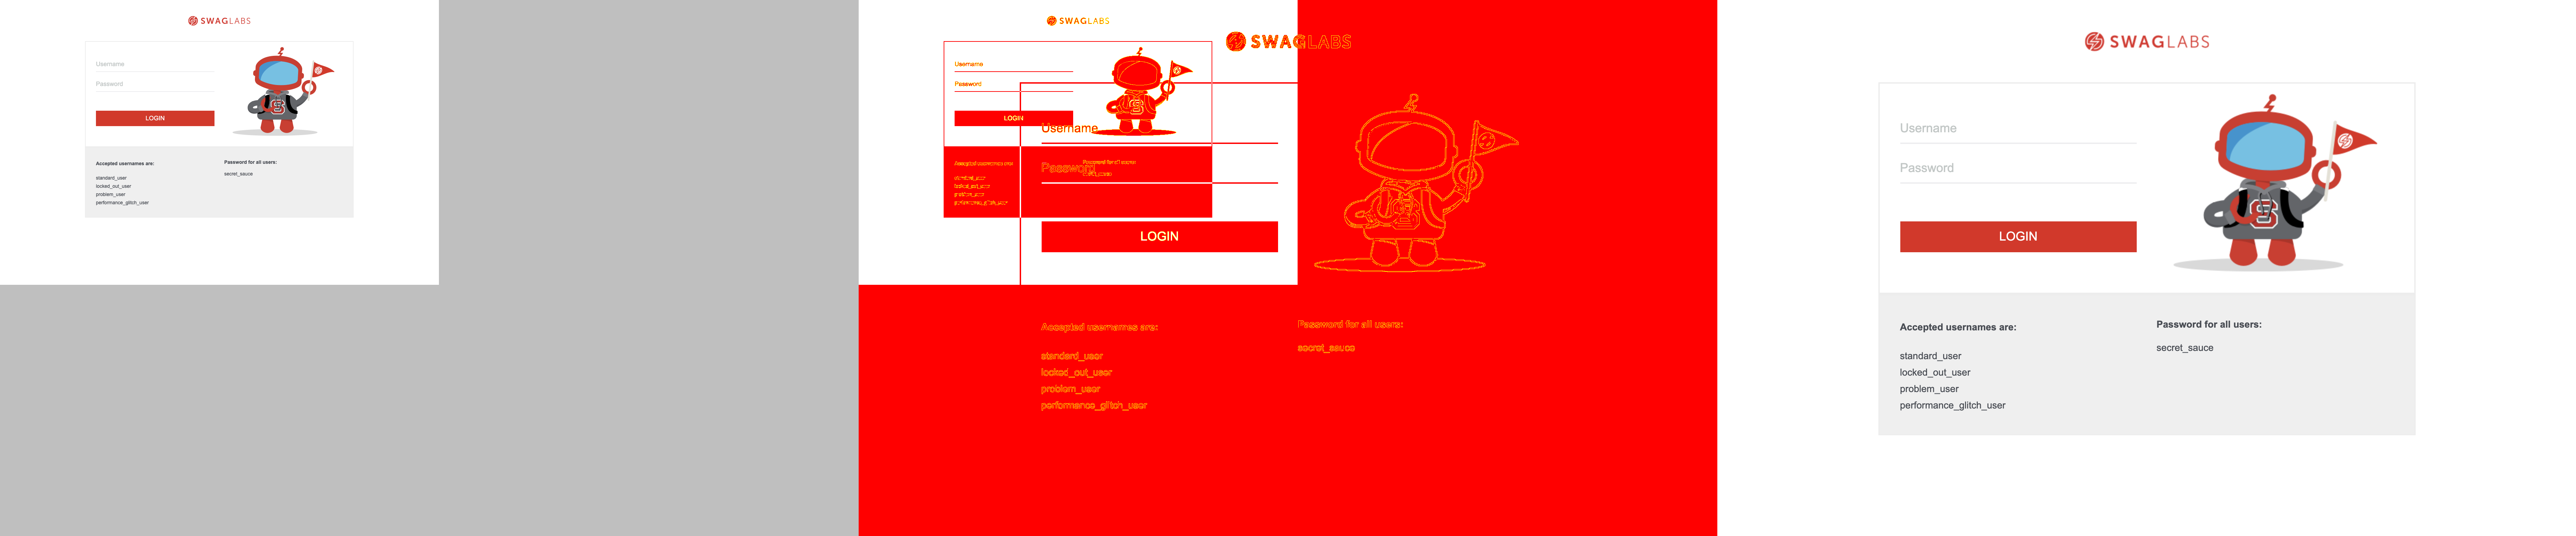 SWAGLABS
Username
Password
LOGIN
Accepted usernames are:
standard_user
locked_out_user
problem_user
performance_glitch_user
Password for all users:
secret_sauce
SWAGLABS
SWAGLABS
Username
Password
LOGIN
Username
Password
LOGIN
Accepted usernames are:
standard_user
locked_out_user
problem_user
performance_glitch_user
Password for all users:
secret_sauce
Accepted usernames are:
standard_user
locked_out_user
problem_user
performance_glitch_user
Password for all users:
secret_sauce
SWAGLABS
Username
Password
LOGIN
Accepted usernames are:
standard_user
locked_out_user
problem_user
performance_glitch_user
Password for all users:
secret_sauce